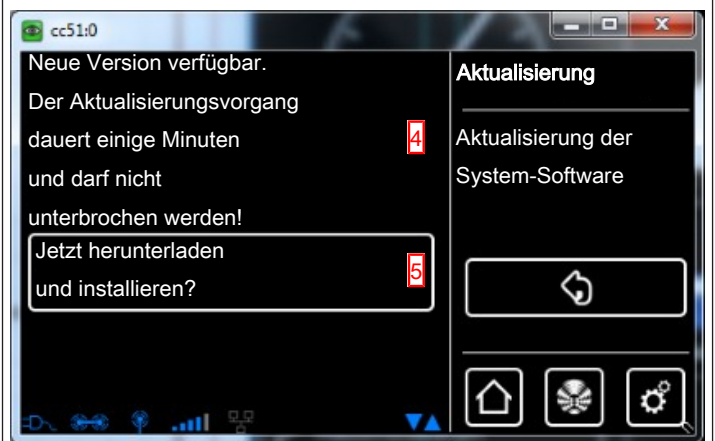 cc51:0
Neue Version verfügbar.
Der Aktualisierungsvorgang
dauert einige Minuten
4
und darf nicht
unterbrochen werden!
Jetzt herunterladen
5
und installieren?
Aktualisierung
Aktualisierung der
System-Software